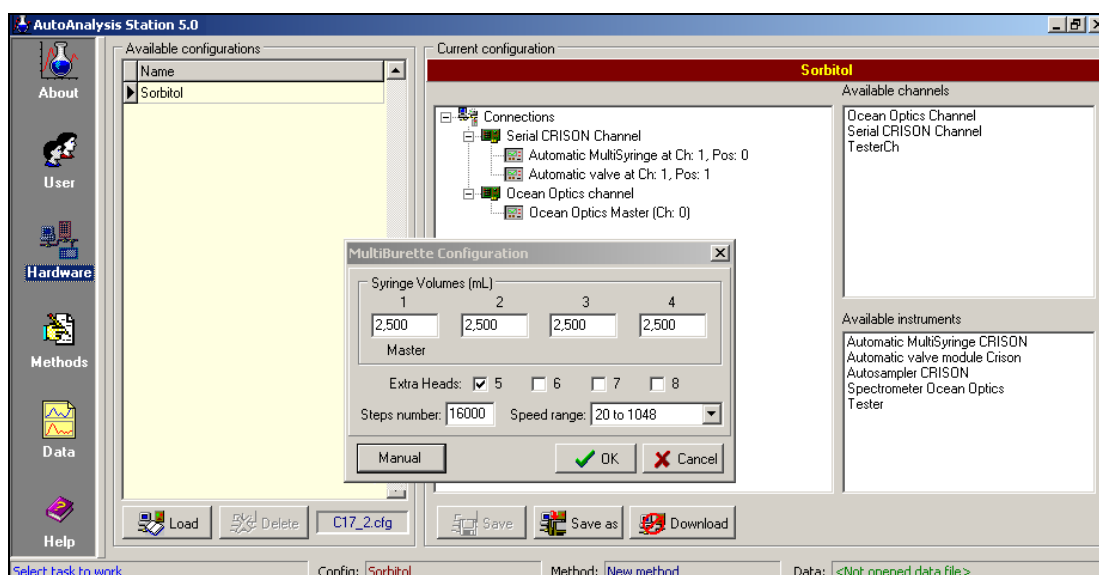 AutoAnalysis Station 5.0
About
User
Hardware
Methods
Data
Help
Available configurations
Name
Sorbitol
Load
Delete
C17_2.cfg
Current configuration
Sorbitol
Connections
Serial CRISON Channel
Automatic MultiSyringe at Ch: 1, Pos: 0
Automatic valve at Ch: 1, Pos: 1
Ocean Optics channel
Ocean Optics Master (Ch: 0)
Available channels
Ocean Optics Channel
Serial CRISON Channel
TesterCh
Available instruments
Automatic MultiSyringe CRISON
Automatic valve module Crison
Autosampler CRISON
Spectrometer Ocean Optics
Tester
MultiBurette Configuration
Syringe Volumes (mL)
1 2 3 4
2,500 2,500 2,500 2,500
Master
Extra Heads: 5 6 7 8
Steps number: 16000 Speed range: 20 to 1048
Manual OK Cancel
Save Save as Download
Select task to work Config: Sorbitol Method: New method Data: <Not opened data file>